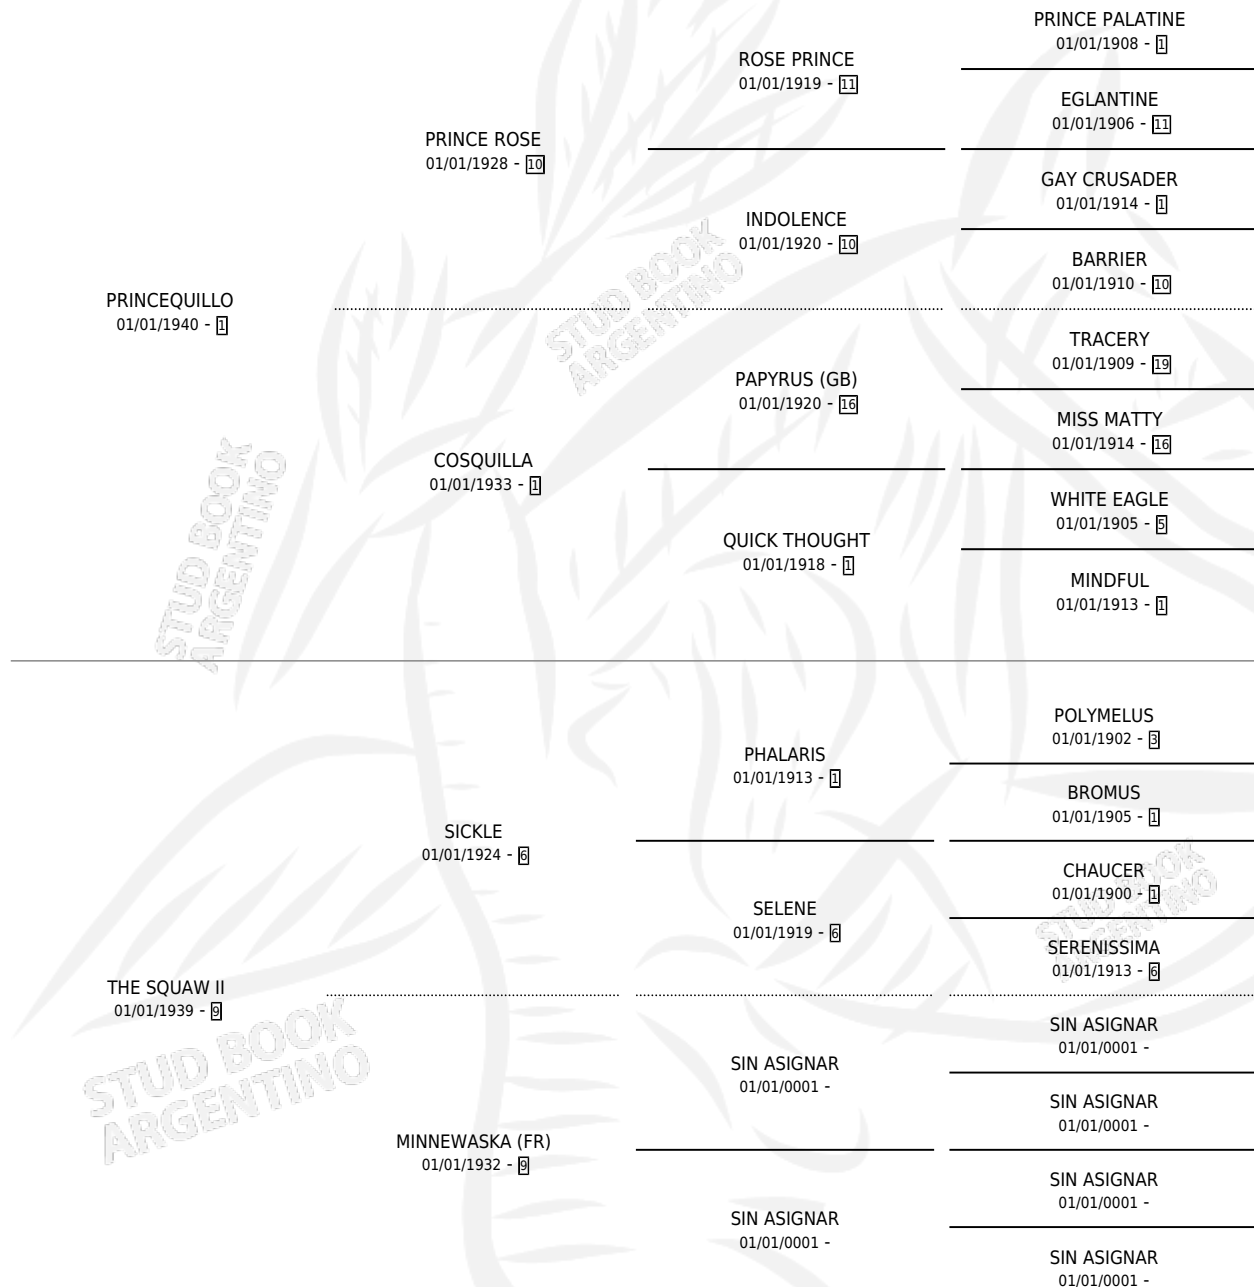 PRINCE PALATINE
01/01/1908 - 1
ROSE PRINCE
01/01/1919 - 11
EGLANTINE
01/01/1906 - 11
PRINCE ROSE
01/01/1928 - 10
GAY CRUSADER
01/01/1914 - 1
INDOLENCE
01/01/1920 - 10
BARRIER
01/01/1910 - 10
PRINCEQUILLO
01/01/1940 - 1
TRACERY
01/01/1909 - 19
PAPYRUS (GB)
01/01/1920 - 16
MISS MATTY
01/01/1914 - 16
COSQUILLA
01/01/1933 - 1
WHITE EAGLE
01/01/1905 - 5
QUICK THOUGHT
01/01/1918 - 1
MINDFUL
01/01/1913 - 1
STUD BOOK
ARGENTINO
STUD BOOK
ARGENTINO
POLYMELUS
01/01/1902 - 3
PHALARIS
01/01/1913 - 1
BROMUS
01/01/1905 - 1
SICKLE
01/01/1924 - 6
CHAUCER
01/01/1900 - 1
SELENE
01/01/1919 - 6
SERENISSIMA
01/01/1913 - 6
STUD BOOK
ARGENTINO
THE SQUAW II
01/01/1939 - 9
SIN ASIGNAR
01/01/0001 -
SIN ASIGNAR
01/01/0001 -
SIN ASIGNAR
01/01/0001 -
MINNEWASKA (FR)
01/01/1932 - 9
SIN ASIGNAR
01/01/0001 -
SIN ASIGNAR
01/01/0001 -
SIN ASIGNAR
01/01/0001 -
STUD BOOK
ARGENTINO